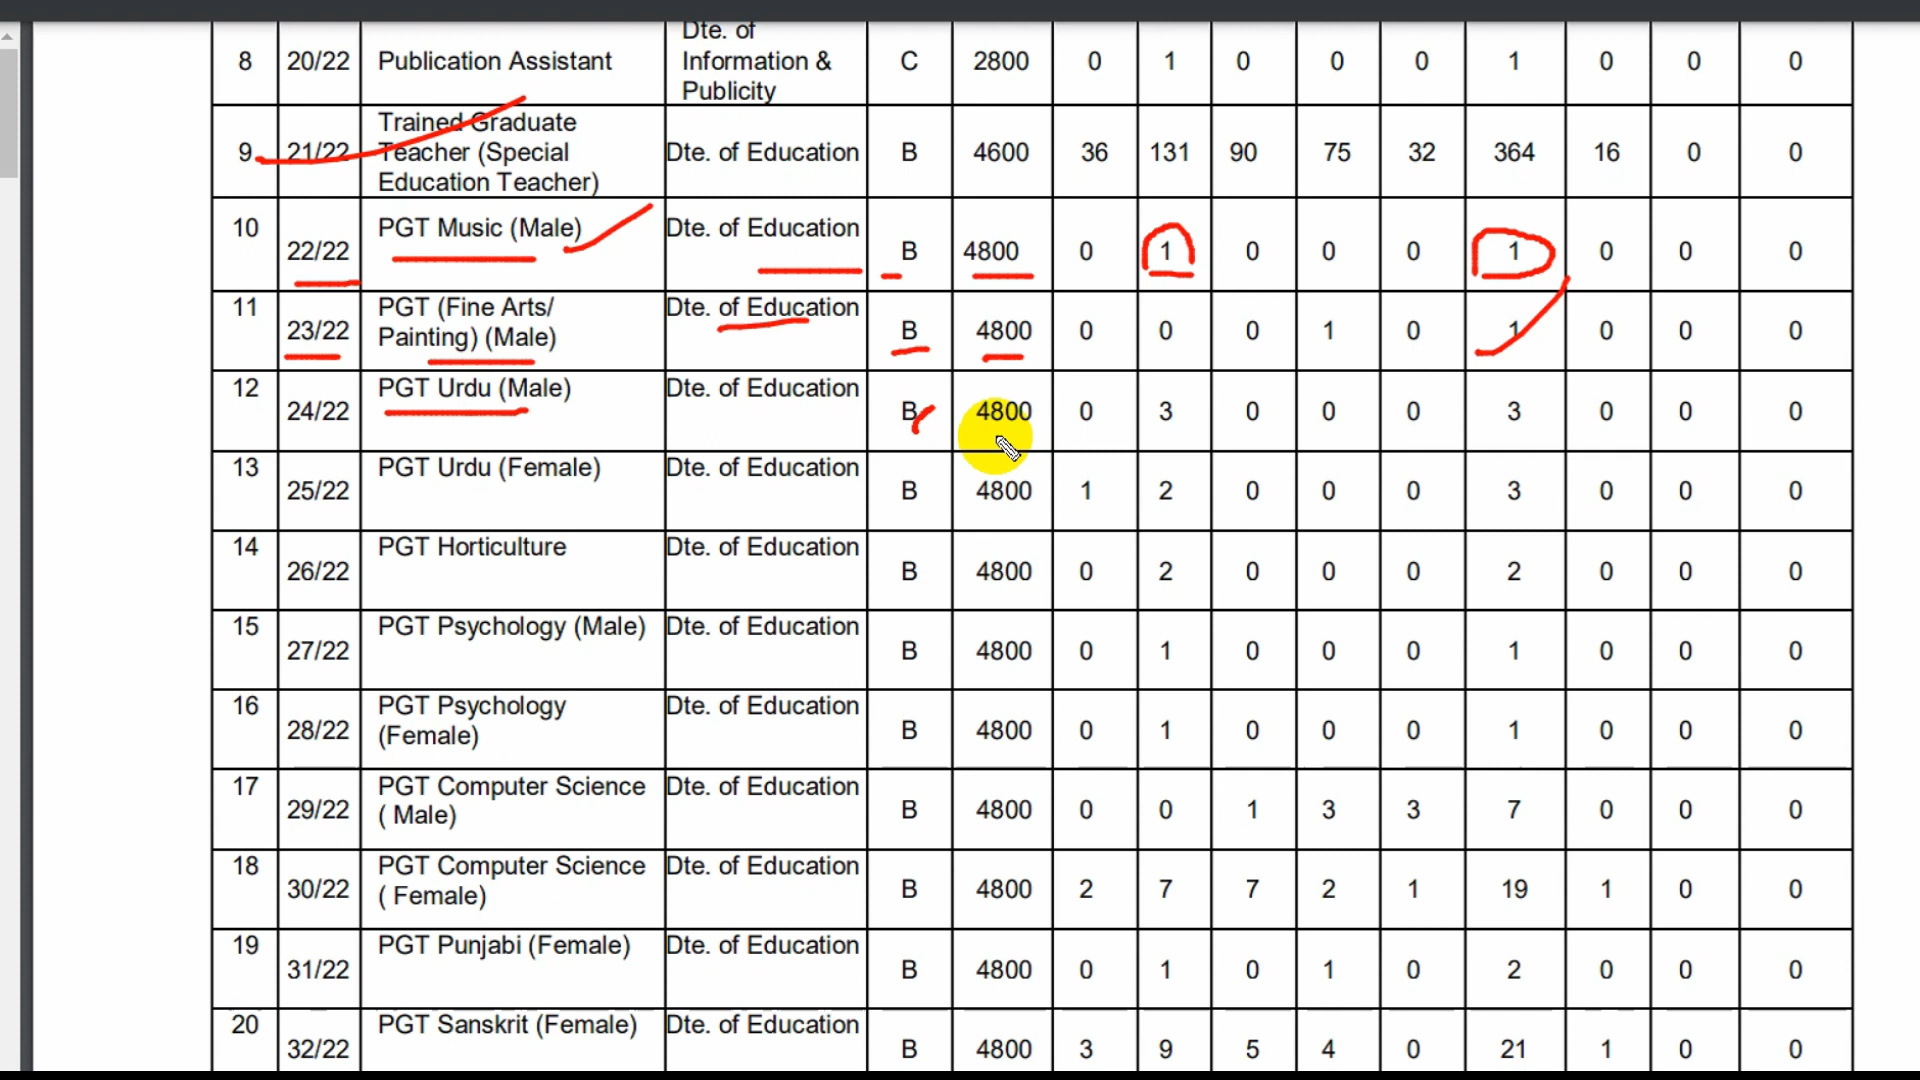 8 20/22 Publication Assistant Dte. of Information & Publicity C 2800 0 1 0 0 0 1 0 0 0
9 21/22 Trained Graduate Teacher (Special Education Teacher) Dte. of Education B 4600 36 131 90 75 32 364 16 0 0
10 22/22 PGT Music (Male) Dte. of Education B 4800 0 1 0 0 0 1 0 0 0
11 23/22 PGT (Fine Arts/ Painting) (Male) Dte. of Education B 4800 0 0 0 1 0 1 0 0 0
12 24/22 PGT Urdu (Male) Dte. of Education B 4800 0 3 0 0 0 3 0 0 0
13 25/22 PGT Urdu (Female) Dte. of Education B 4800 1 2 0 0 0 3 0 0 0
14 26/22 PGT Horticulture Dte. of Education B 4800 0 2 0 0 0 2 0 0 0
15 27/22 PGT Psychology (Male) Dte. of Education B 4800 0 1 0 0 0 1 0 0 0
16 28/22 PGT Psychology (Female) Dte. of Education B 4800 0 1 0 0 0 1 0 0 0
17 29/22 PGT Computer Science ( Male) Dte. of Education B 4800 0 0 1 3 3 7 0 0 0
18 30/22 PGT Computer Science ( Female) Dte. of Education B 4800 2 7 7 2 1 19 1 0 0
19 31/22 PGT Punjabi (Female) Dte. of Education B 4800 0 1 0 1 0 2 0 0 0
20 32/22 PGT Sanskrit (Female) Dte. of Education B 4800 3 9 5 4 0 21 1 0 0